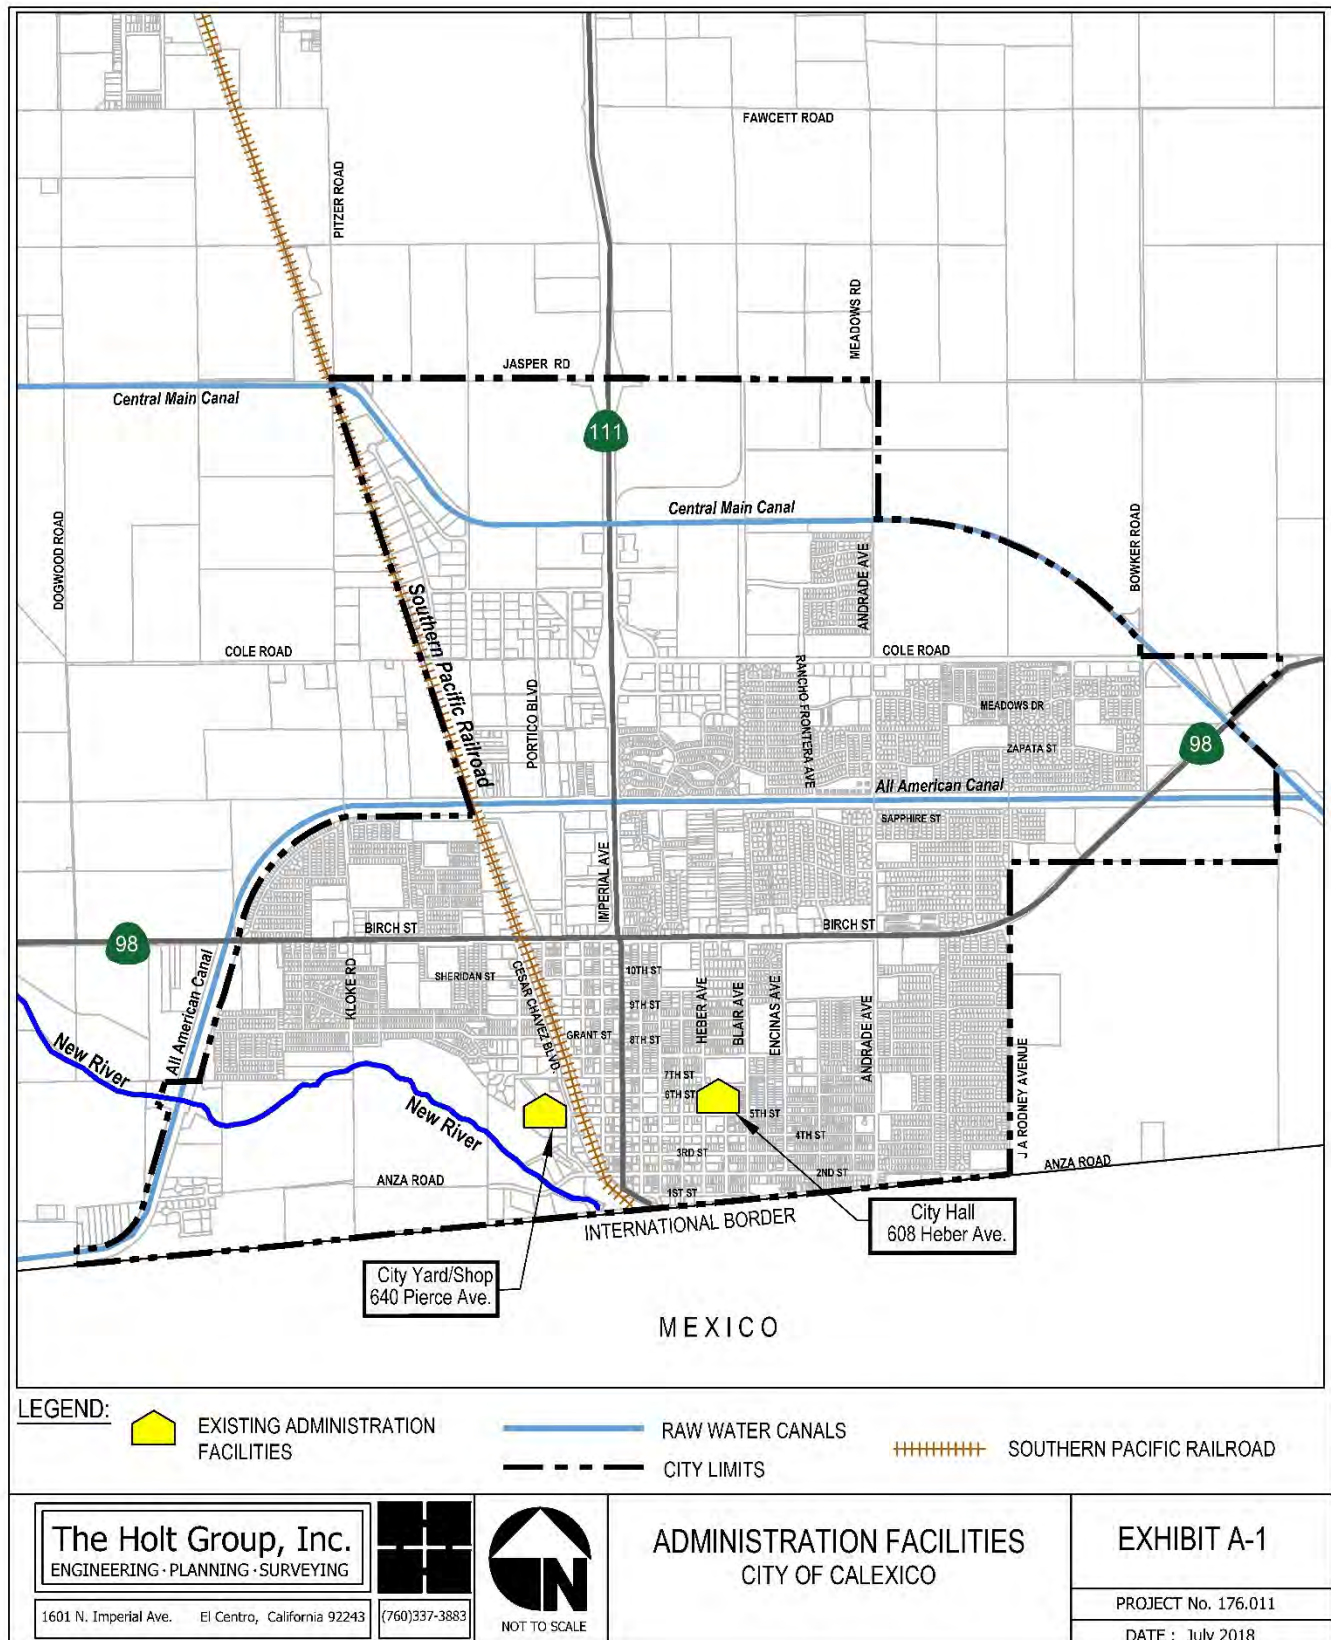 FAWCETT ROAD
PITZER ROAD
MEADOWS RD
JASPER RD
Central Main Canal
111
Central Main Canal
DOGWOOD ROAD
BOWKER ROAD
ANDRADE AVE
Southern Pacific Railroad
COLE ROAD
COLE ROAD
RANCHO FRONTERA AVE
PORTICO BLVD
MEADOWS DR
ZAPATA ST
98
All American Canal
SAPPHIRE ST
IMPERIAL AVE
BIRCH ST
BIRCH ST
98
All American Canal
KLOKE RD
SHERIDAN ST
CESAR CHAVEZ BLVD.
10TH ST
9TH ST
GRANT ST
8TH ST
HEBER AVE
BLAIR AVE
ENCINAS AVE
ANDRADE AVE
J A RODNEY AVENUE
New River
New River
7TH ST
6TH ST
5TH ST
4TH ST
3RD ST
2ND ST
1ST ST
ANZA ROAD
ANZA ROAD
INTERNATIONAL BORDER
City Hall
608 Heber Ave.
City Yard/Shop
640 Pierce Ave.
MEXICO
LEGEND:
EXISTING ADMINISTRATION
FACILITIES
RAW WATER CANALS
CITY LIMITS
SOUTHERN PACIFIC RAILROAD
The Holt Group, Inc.
ENGINEERING · PLANNING · SURVEYING
1601 N. Imperial Ave. El Centro, California 92243
(760)337-3883
N
NOT TO SCALE
ADMINISTRATION FACILITIES
CITY OF CALEXICO
EXHIBIT A-1
PROJECT No. 176.011
DATE : July 2018